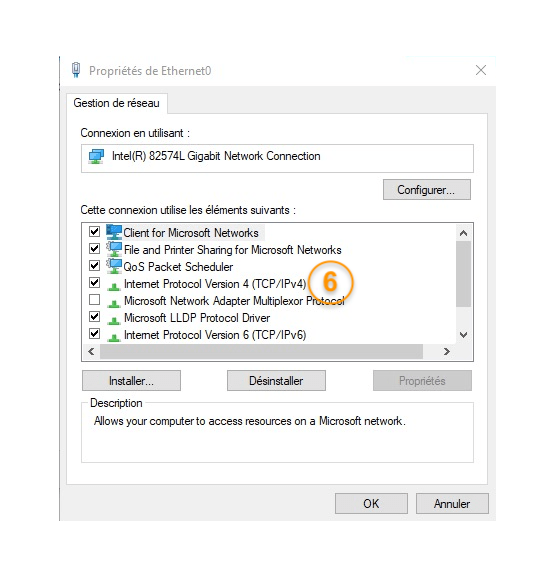 Propriétés de Ethernet0
Gestion de réseau
Connexion en utilisant :
Intel(R) 82574L Gigabit Network Connection
Configurer...
Cette connexion utilise les éléments suivants :
Client for Microsoft Networks
File and Printer Sharing for Microsoft Networks
QoS Packet Scheduler
Internet Protocol Version 4 (TCP/IPv4)
6
Microsoft Network Adapter Multiplexor Protocol
Microsoft LLDP Protocol Driver
Internet Protocol Version 6 (TCP/IPv6)
Installer... Désinstaller Propriétés
Description
Allows your computer to access resources on a Microsoft network.
OK Annuler